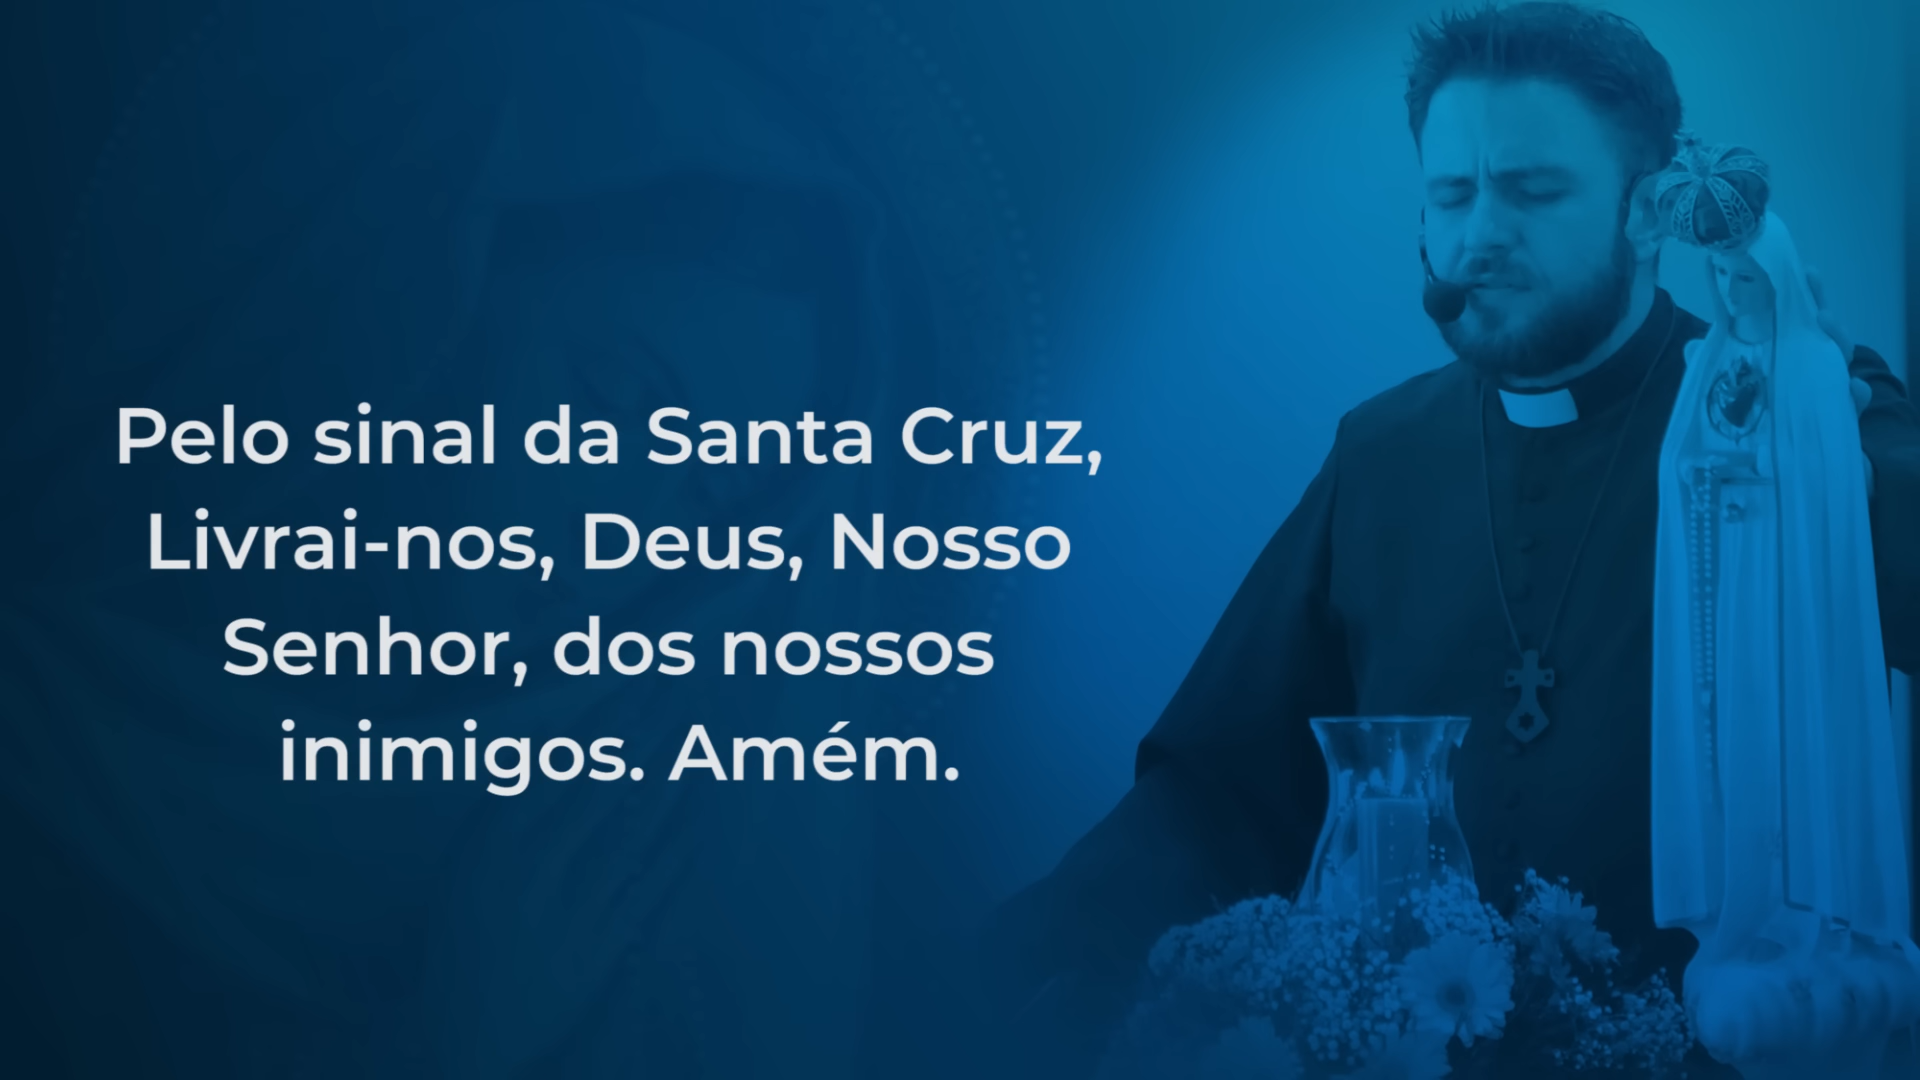 Pelo sinal da Santa Cruz,
Livrai-nos, Deus, Nosso
Senhor, dos nossos
inimigos. Amém.